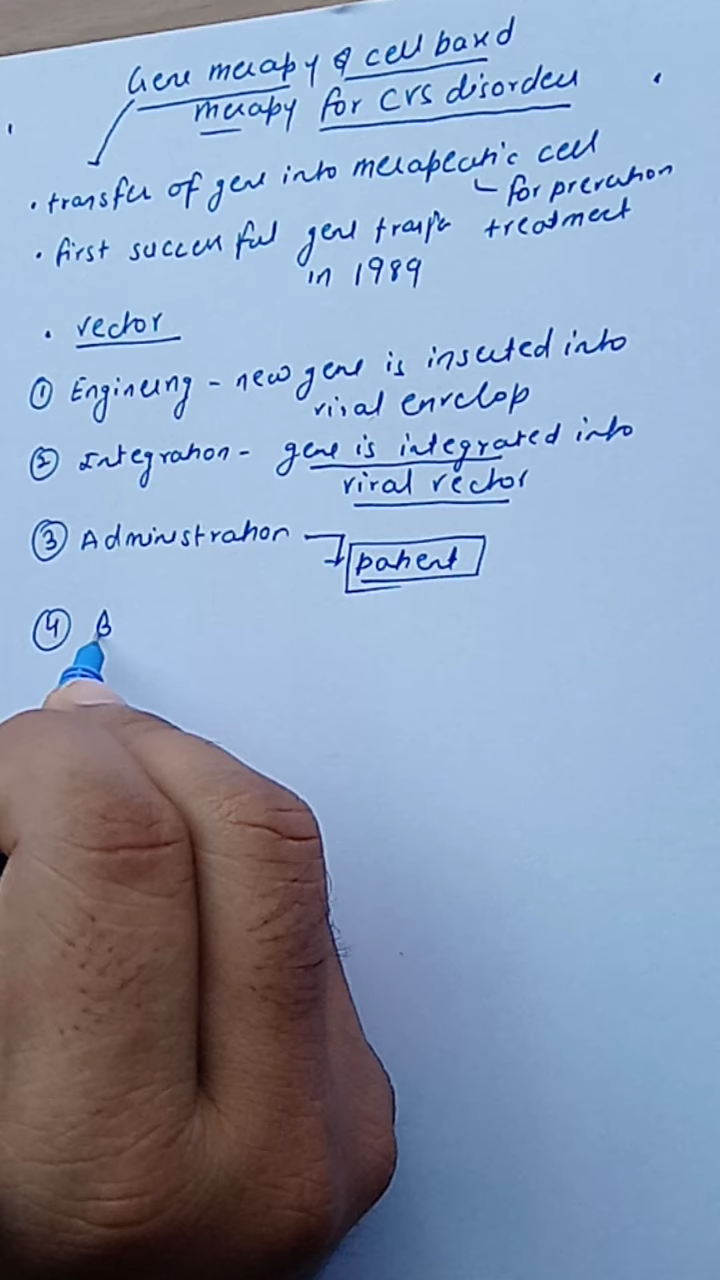 Gene therapy & cell based
therapy for CVS disorder
• transfer of gene into therapeutic cell
for prevention
• first successful gene transfer treatment
in 1989
• vector
① Engineering - new gene is inserted into
viral envelop
② Integration - gene is integrated into
viral vector
③ Administration
patient
④ B